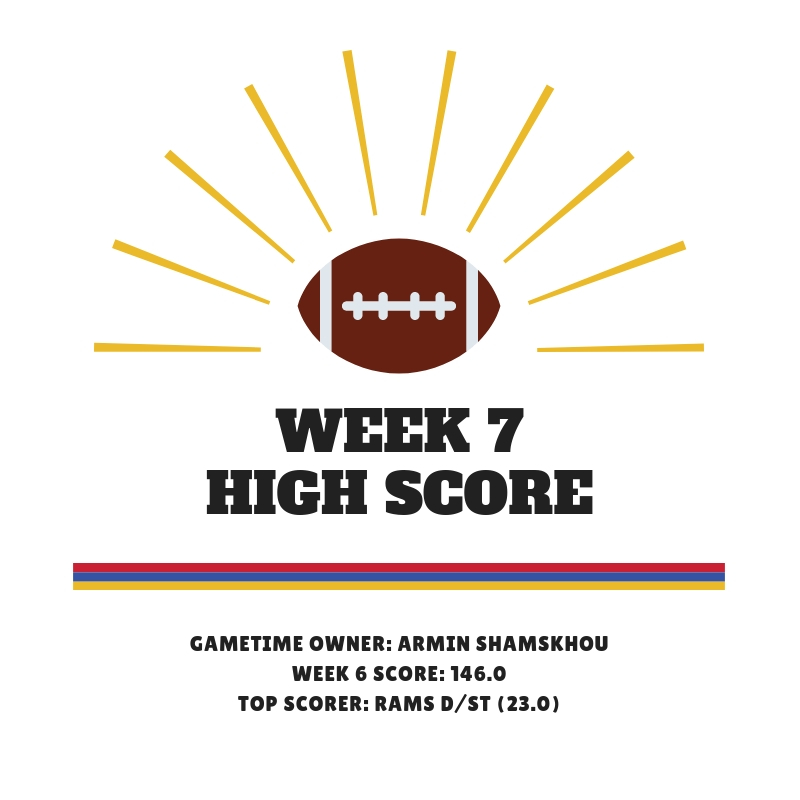 WEEK 7
HIGH SCORE
GAMETIME OWNER: ARMIN SHAMSKHOU
WEEK 6 SCORE: 146.0
TOP SCORER: RAMS D/ST (23.0)